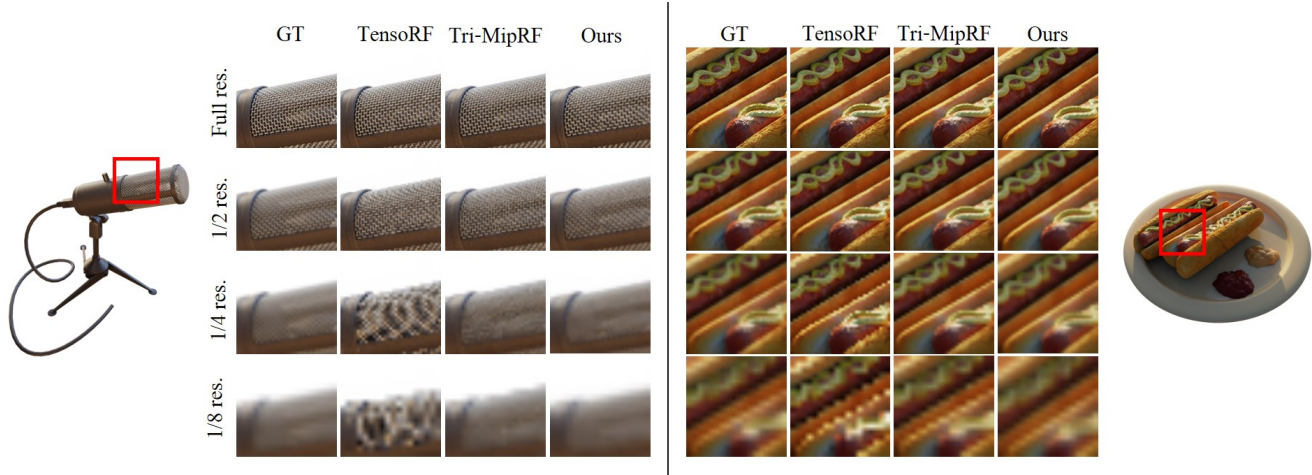 GT TensoRF Tri-MipRF Ours
Full res.
1/2 res.
1/4 res.
1/8 res.
GT TensoRF Tri-MipRF Ours